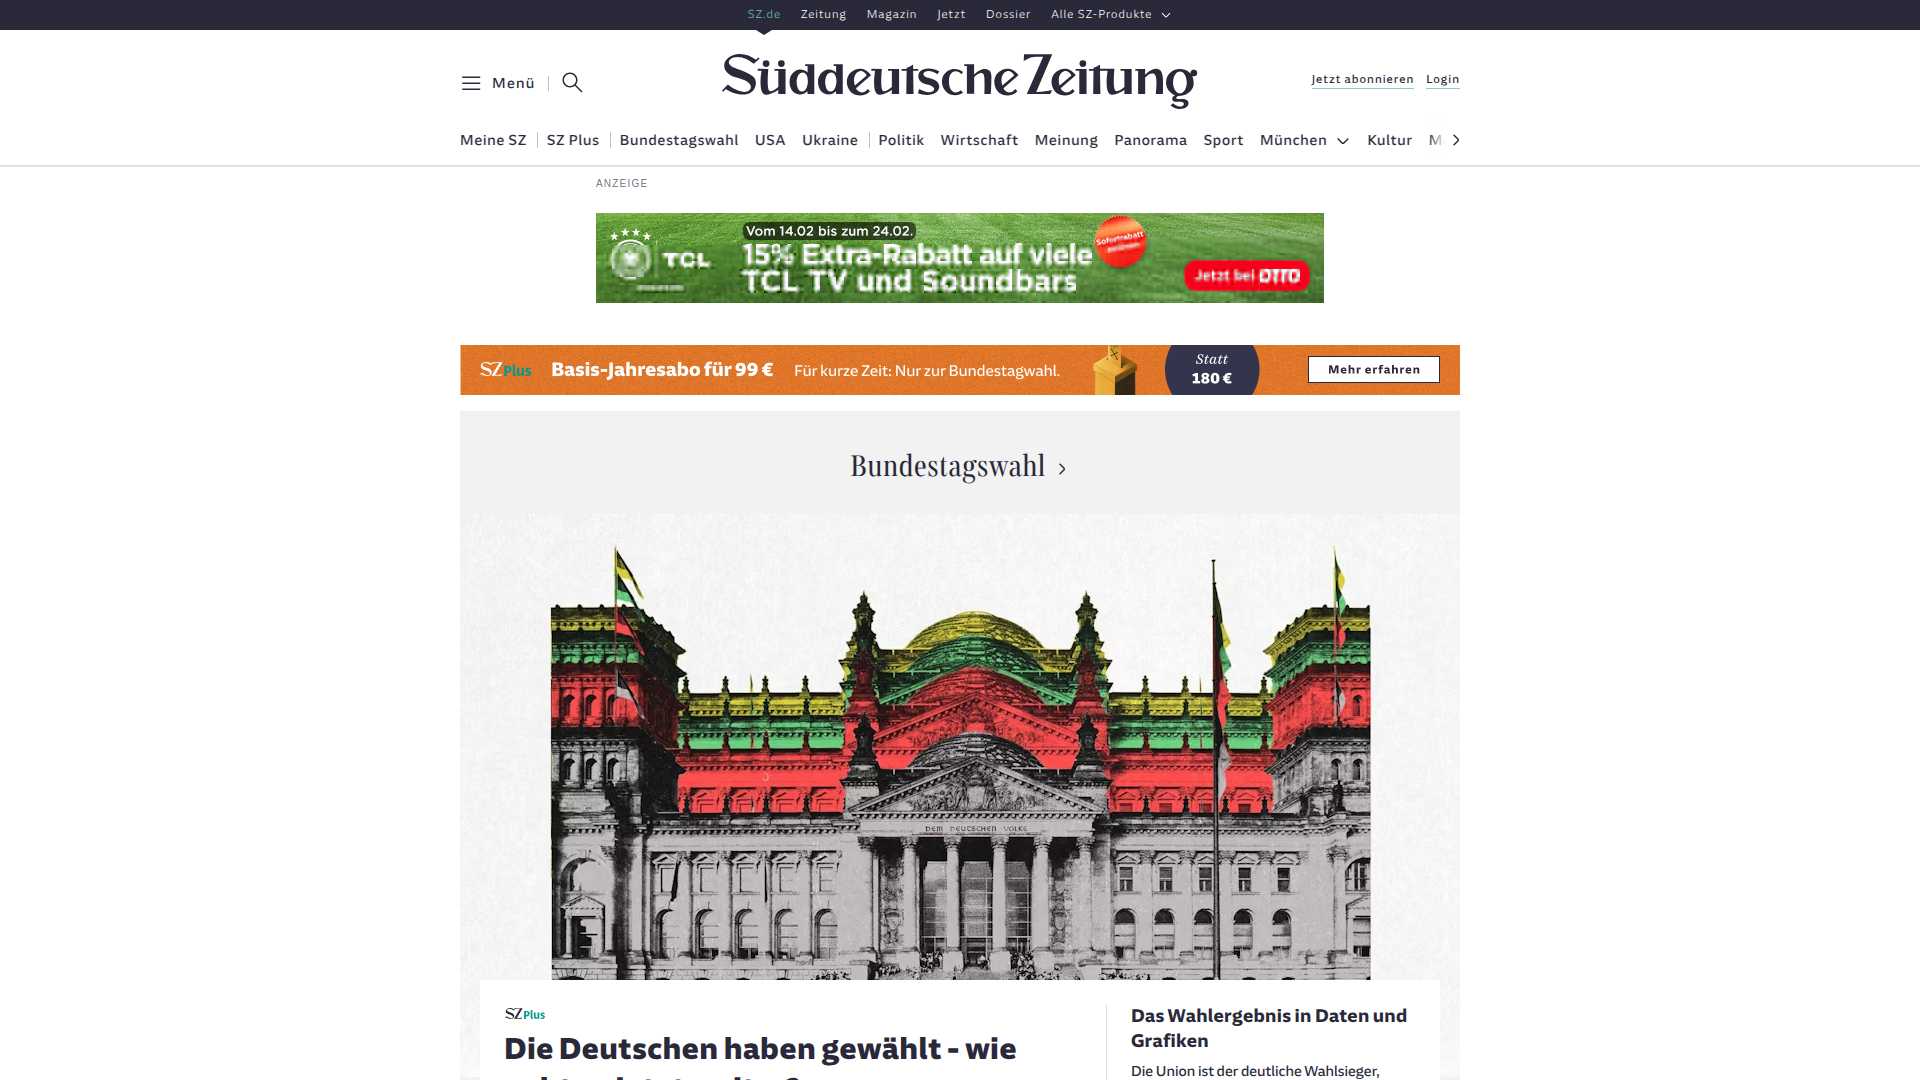 SZ.de Zeitung Magazin Jetzt Dossier Alle SZ-Produkte
Menü
Süddeutsche Zeitung
Jetzt abonnieren Login
Meine SZ SZ Plus Bundestagswahl USA Ukraine Politik Wirtschaft Meinung Panorama Sport München Kultur M
ANZEIGE
TCL
Vom 14.02 bis zum 24.02.
15% Extra-Rabatt auf viele
TCL TV und Soundbars
Sofortrabatt
Jetzt bei OTTO
SZ Plus Basis-Jahresabo für 99 € Für kurze Zeit: Nur zur Bundestagwahl.
Statt
180 €
Mehr erfahren
Bundestagswahl
DEM DEUTSCHEN VOLKE
SZ Plus
Die Deutschen haben gewählt - wie
Das Wahlergebnis in Daten und
Grafiken
Die Union ist der deutliche Wahlsieger,